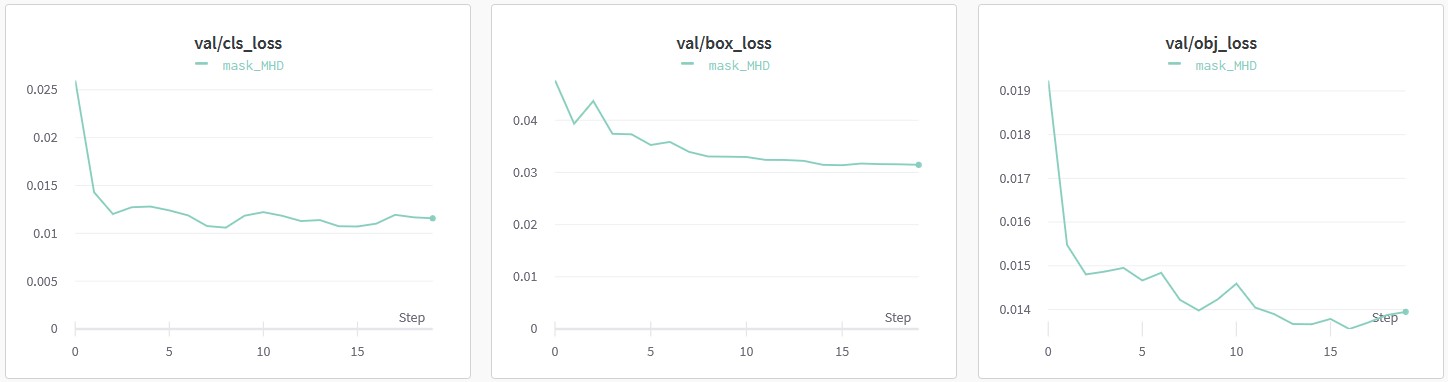 val/cls_loss
mask_MHD
0.025
0.02
0.015
0.01
0.005
0
Step
0 5 10 15
val/box_loss
mask_MHD
0.04
0.03
0.02
0.01
0
Step
0 5 10 15
val/obj_loss
mask_MHD
0.019
0.018
0.017
0.016
0.015
0.014
Step
0 5 10 15